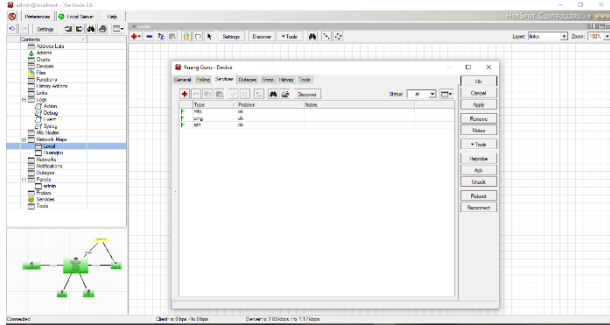 admin@localhost - The Dude 3.6
Preferences
Local Server
Help
HotSpot Controllers
Settings
Contents
Address Lists
Admins
Charts
Devices
Files
Functions
History Actions
Links
Logs
Action
Debug
Event
Syslog
Mib Nodes
Network Maps
Local
Networks
Notifications
Outages
Panels
admin
Probes
Services
Tools
Settings
Discover
Tools
Layer: links
Zoom: 100%
Ruang Guru - Device
General
Polling
Services
Outages
Snmp
History
Tools
Discover
Status: all
Type
Problem
Notes
http
ok
ping
ok
ok
Ok
Cancel
Apply
Remove
Notes
Tools
Reprobe
Ack
Unack
Reboot
Reconnect
Connected